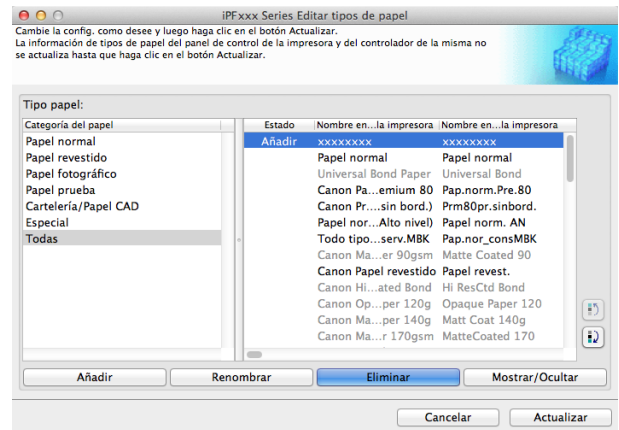 iPFxxx Series Editar tipos de papel
Cambie la config. como desee y luego haga clic en el botón Actualizar.
La información de tipos de papel del panel de control de la impresora y del controlador de la misma no
se actualiza hasta que haga clic en el botón Actualizar.
Tipo papel:
Categoría del papel
Papel normal
Papel revestido
Papel fotográfico
Papel prueba
Cartelería/Papel CAD
Especial
Todas
Estado Nombre en...la impresora Nombre en...la impresora
Añadir xxxxxxxx xxxxxxxx
Papel normal Papel normal
Universal Bond Paper Universal Bond
Canon Pa...emium 80 Pap.norm.Pre.80
Canon Pr....sin bord.) Prm80pr.sinbord.
Papel nor...Alto nivel) Papel norm. AN
Todo tipo...serv.MBK Pap.nor_consMBK
Canon Ma...er 90gsm Matte Coated 90
Canon Papel revestido Papel revest.
Canon Hi...ated Bond Hi ResCtd Bond
Canon Op...per 120g Opaque Paper 120
Canon Ma...per 140g Matt Coat 140g
Canon Ma...r 170gsm MatteCoated 170
Añadir Renombrar Eliminar Mostrar/Ocultar
Cancelar Actualizar